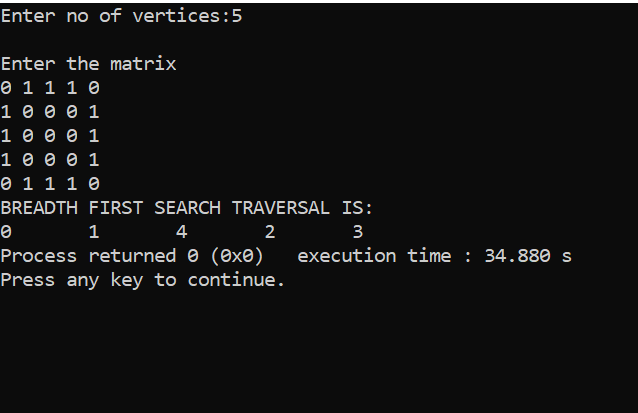 Enter no of vertices:5
Enter the matrix
0 1 1 1 0
1 0 0 0 1
1 0 0 0 1
1 0 0 0 1
0 1 1 1 0
BREADTH FIRST SEARCH TRAVERSAL IS:
0 1 4 2 3
Process returned 0 (0x0) execution time : 34.880 s
Press any key to continue.